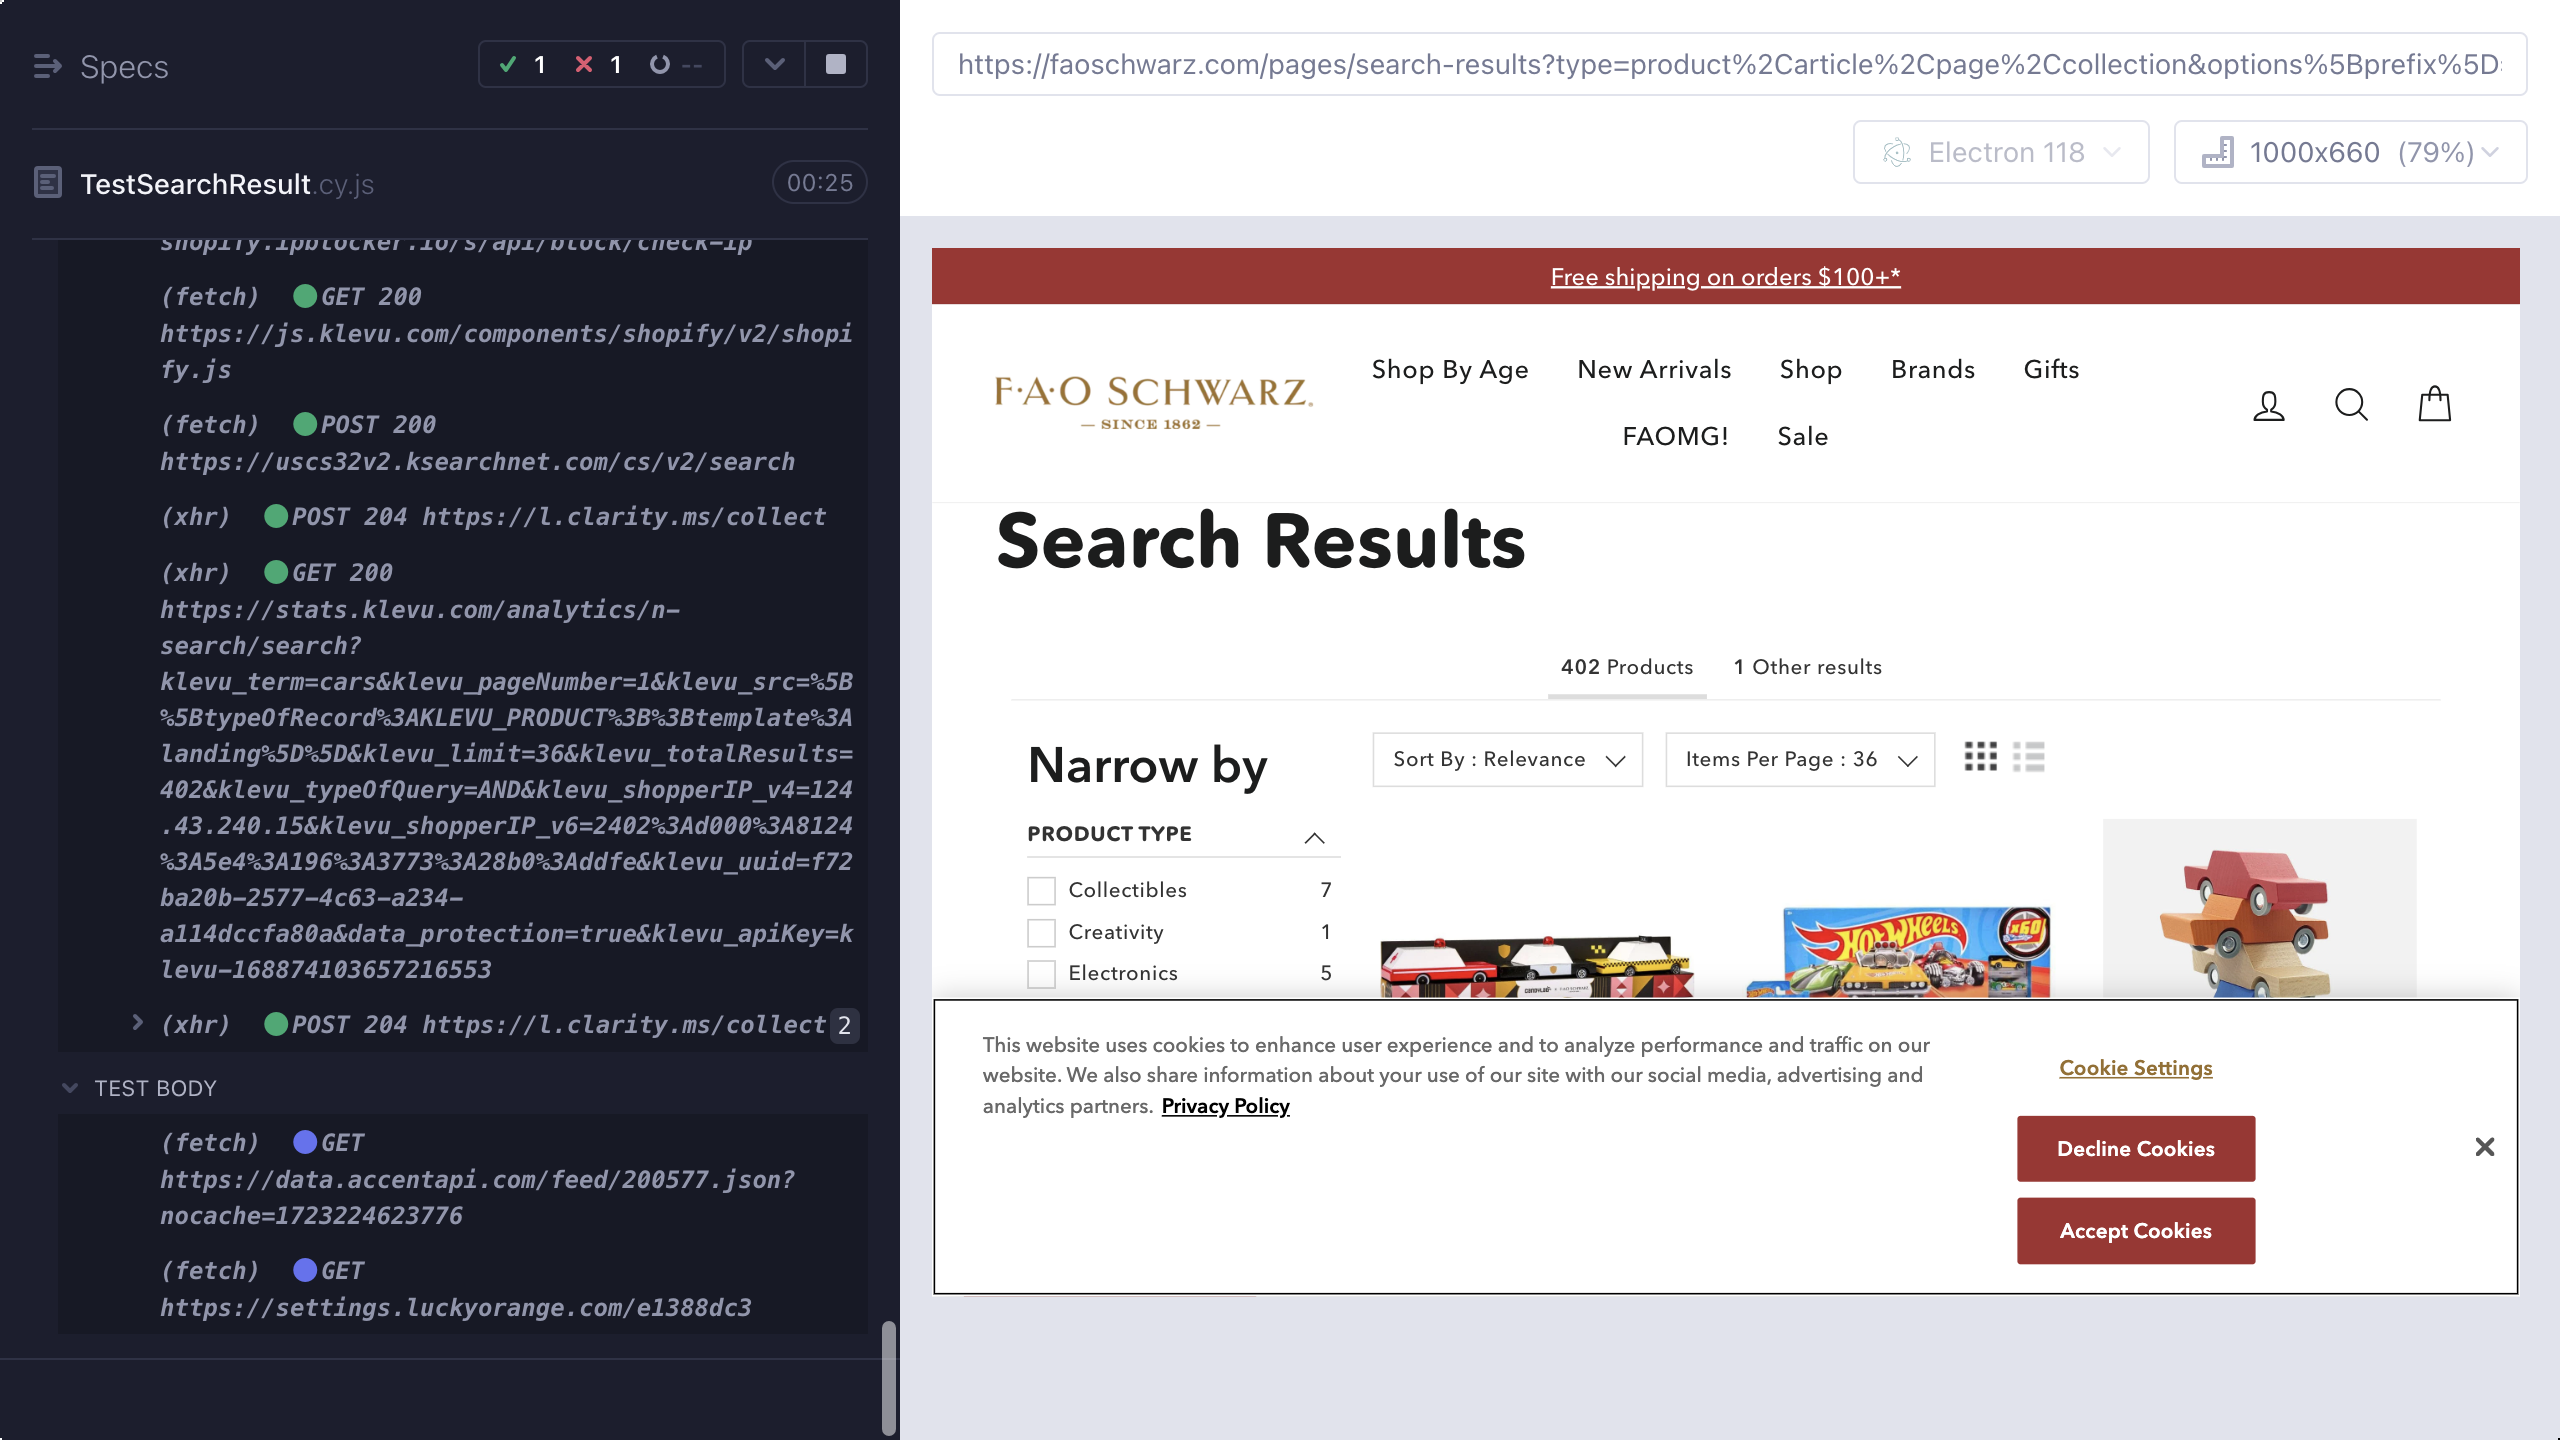 Specs
1
1
--
TestSearchResult.cy.js
00:25
shopify.ipblocker.io/s/api/block/check-ip
(fetch) GET 200
https://js.klevu.com/components/shopify/v2/shopi
fy.js
(fetch) POST 200
https://uscs32v2.ksearchnet.com/cs/v2/search
(xhr) POST 204 https://l.clarity.ms/collect
(xhr) GET 200
https://stats.klevu.com/analytics/n-
search/search?
klevu_term=cars&klevu_pageNumber=1&klevu_src=%5B
%5BtypeOfRecord%3AKLEVU_PRODUCT%3B%3Btemplate%3A
landing%5D%5D&klevu_limit=36&klevu_totalResults=
402&klevu_typeOfQuery=AND&klevu_shopperIP_v4=124
.43.240.15&klevu_shopperIP_v6=2402%3Ad000%3A8124
%3A5e4%3A196%3A3773%3A28b0%3Addfe&klevu_uuid=f72
ba20b-2577-4c63-a234-
a114dccfa80a&data_protection=true&klevu_apiKey=k
levu-168874103657216553
(xhr) POST 204 https://l.clarity.ms/collect 2
TEST BODY
(fetch) GET
https://data.accentapi.com/feed/200577.json?
nocache=1723224623776
(fetch) GET
https://settings.luckyorange.com/e1388dc3
https://faoschwarz.com/pages/search-results?type=product%2Carticle%2Cpage%2Ccollection&options%5Bprefix%5D
Electron 118
1000x660 (79%)
Free shipping on orders $100+*
F·A·O SCHWARZ.
— SINCE 1862 —
Shop By Age
New Arrivals
Shop
Brands
Gifts
FAOMG!
Sale
Search Results
402 Products
1 Other results
Narrow by
Sort By : Relevance
Items Per Page : 36
PRODUCT TYPE
Collectibles 7
Creativity 1
Electronics 5
HOT WHEELS
x60
This website uses cookies to enhance user experience and to analyze performance and traffic on our
website. We also share information about your use of our site with our social media, advertising and
analytics partners. Privacy Policy
Cookie Settings
Decline Cookies
Accept Cookies